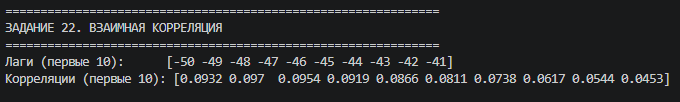 ============================================================
ЗАДАНИЕ 22. ВЗАИМНАЯ КОРРЕЛЯЦИЯ
============================================================
Лаги (первые 10):      [-50 -49 -48 -47 -46 -45 -44 -43 -42 -41]
Корреляции (первые 10): [0.0932 0.097  0.0954 0.0919 0.0866 0.0811 0.0738 0.0617 0.0544 0.0453]